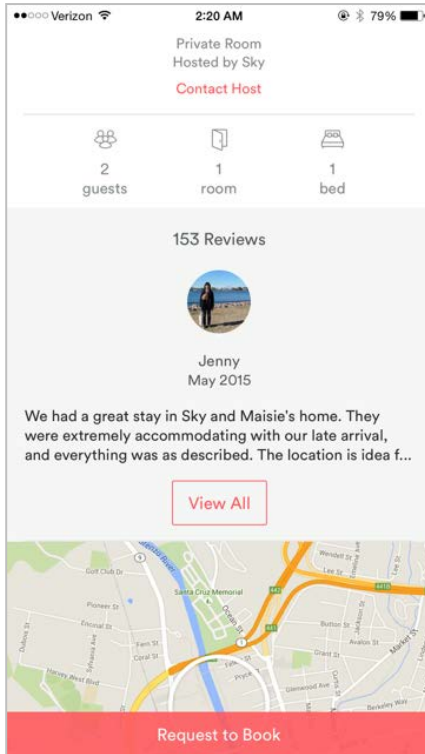 Verizon 2:20 AM 79%
Private Room
Hosted by Sky
Contact Host
2 1 1
guests room bed
153 Reviews
Jenny
May 2015
We had a great stay in Sky and Maisie's home. They
were extremely accommodating with our late arrival,
and everything was as described. The location is idea f...
View All
Golf Club Dr
Wendell St
Lee St
Santa Cruz Memorial
Pioneer St
Ocean St
Encinal St
Button St
Market St
Fern St
Coral St
Grant St
Harvey West Blvd
Pryce
Glenwood Ave
Berkeley Way
Request to Book